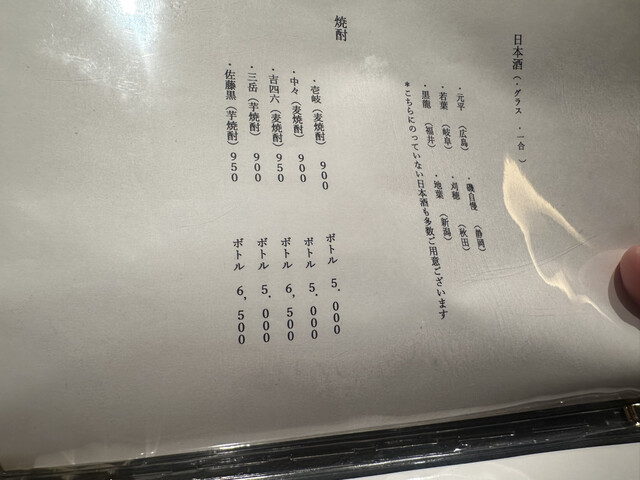 日本酒(・グラス ・一合 )
・元平(広島) ・磯自慢(静岡)
・若葉(岐阜) ・刈穂(秋田)
・黒龍(福井) ・地葉(新潟)
*こちらにのっていない日本酒も多数ご用意ございます
焼酎
・壱岐(麦焼酎) 900 ボトル 5.000
・中々(麦焼酎) 900 ボトル 5.000
・吉四六(麦焼酎) 950 ボトル 6,500
・三岳(芋焼酎) 900 ボトル 5.000
・佐藤黒(芋焼酎) 950 ボトル 6,500